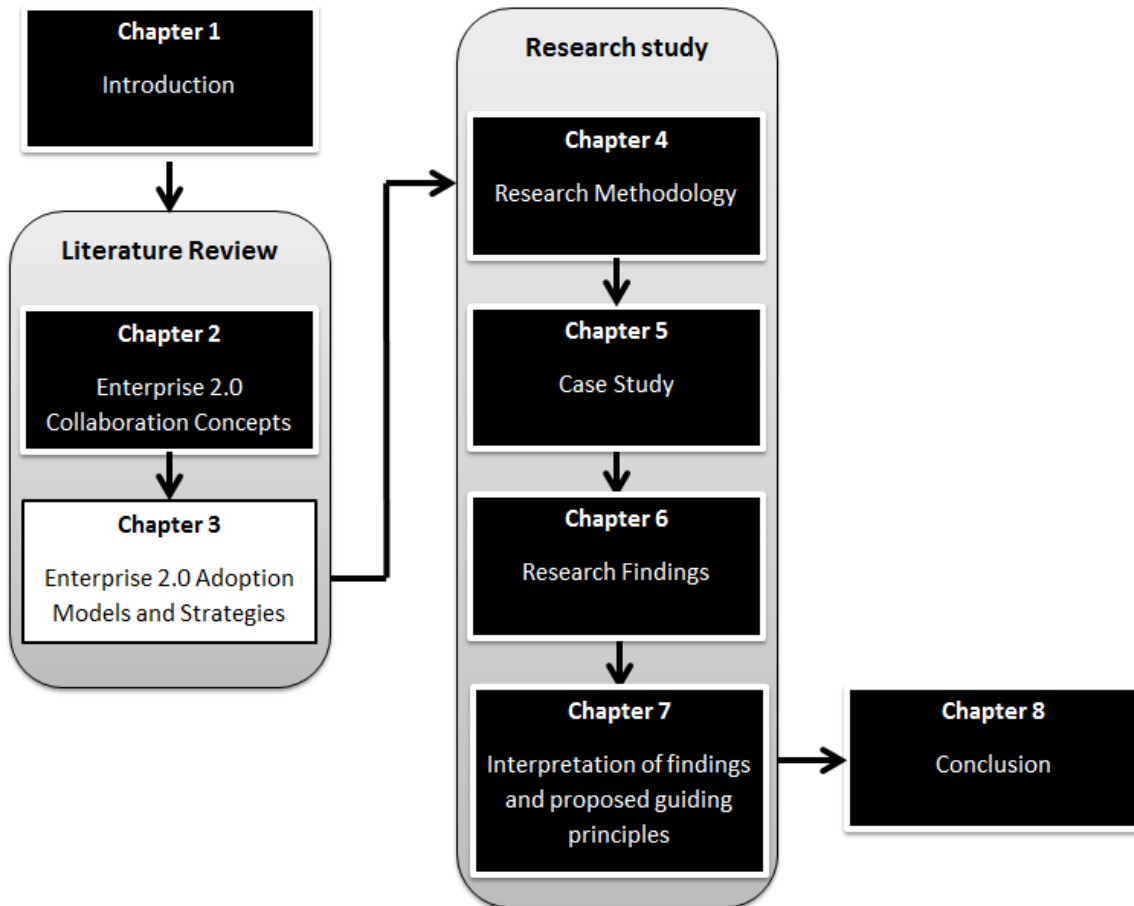 Chapter 1
Introduction
Literature Review
Chapter 2
Enterprise 2.0
Collaboration Concepts
Chapter 3
Enterprise 2.0 Adoption
Models and Strategies
Research study
Chapter 4
Research Methodology
Chapter 5
Case Study
Chapter 6
Research Findings
Chapter 7
Interpretation of findings
and proposed guiding
principles
Chapter 8
Conclusion